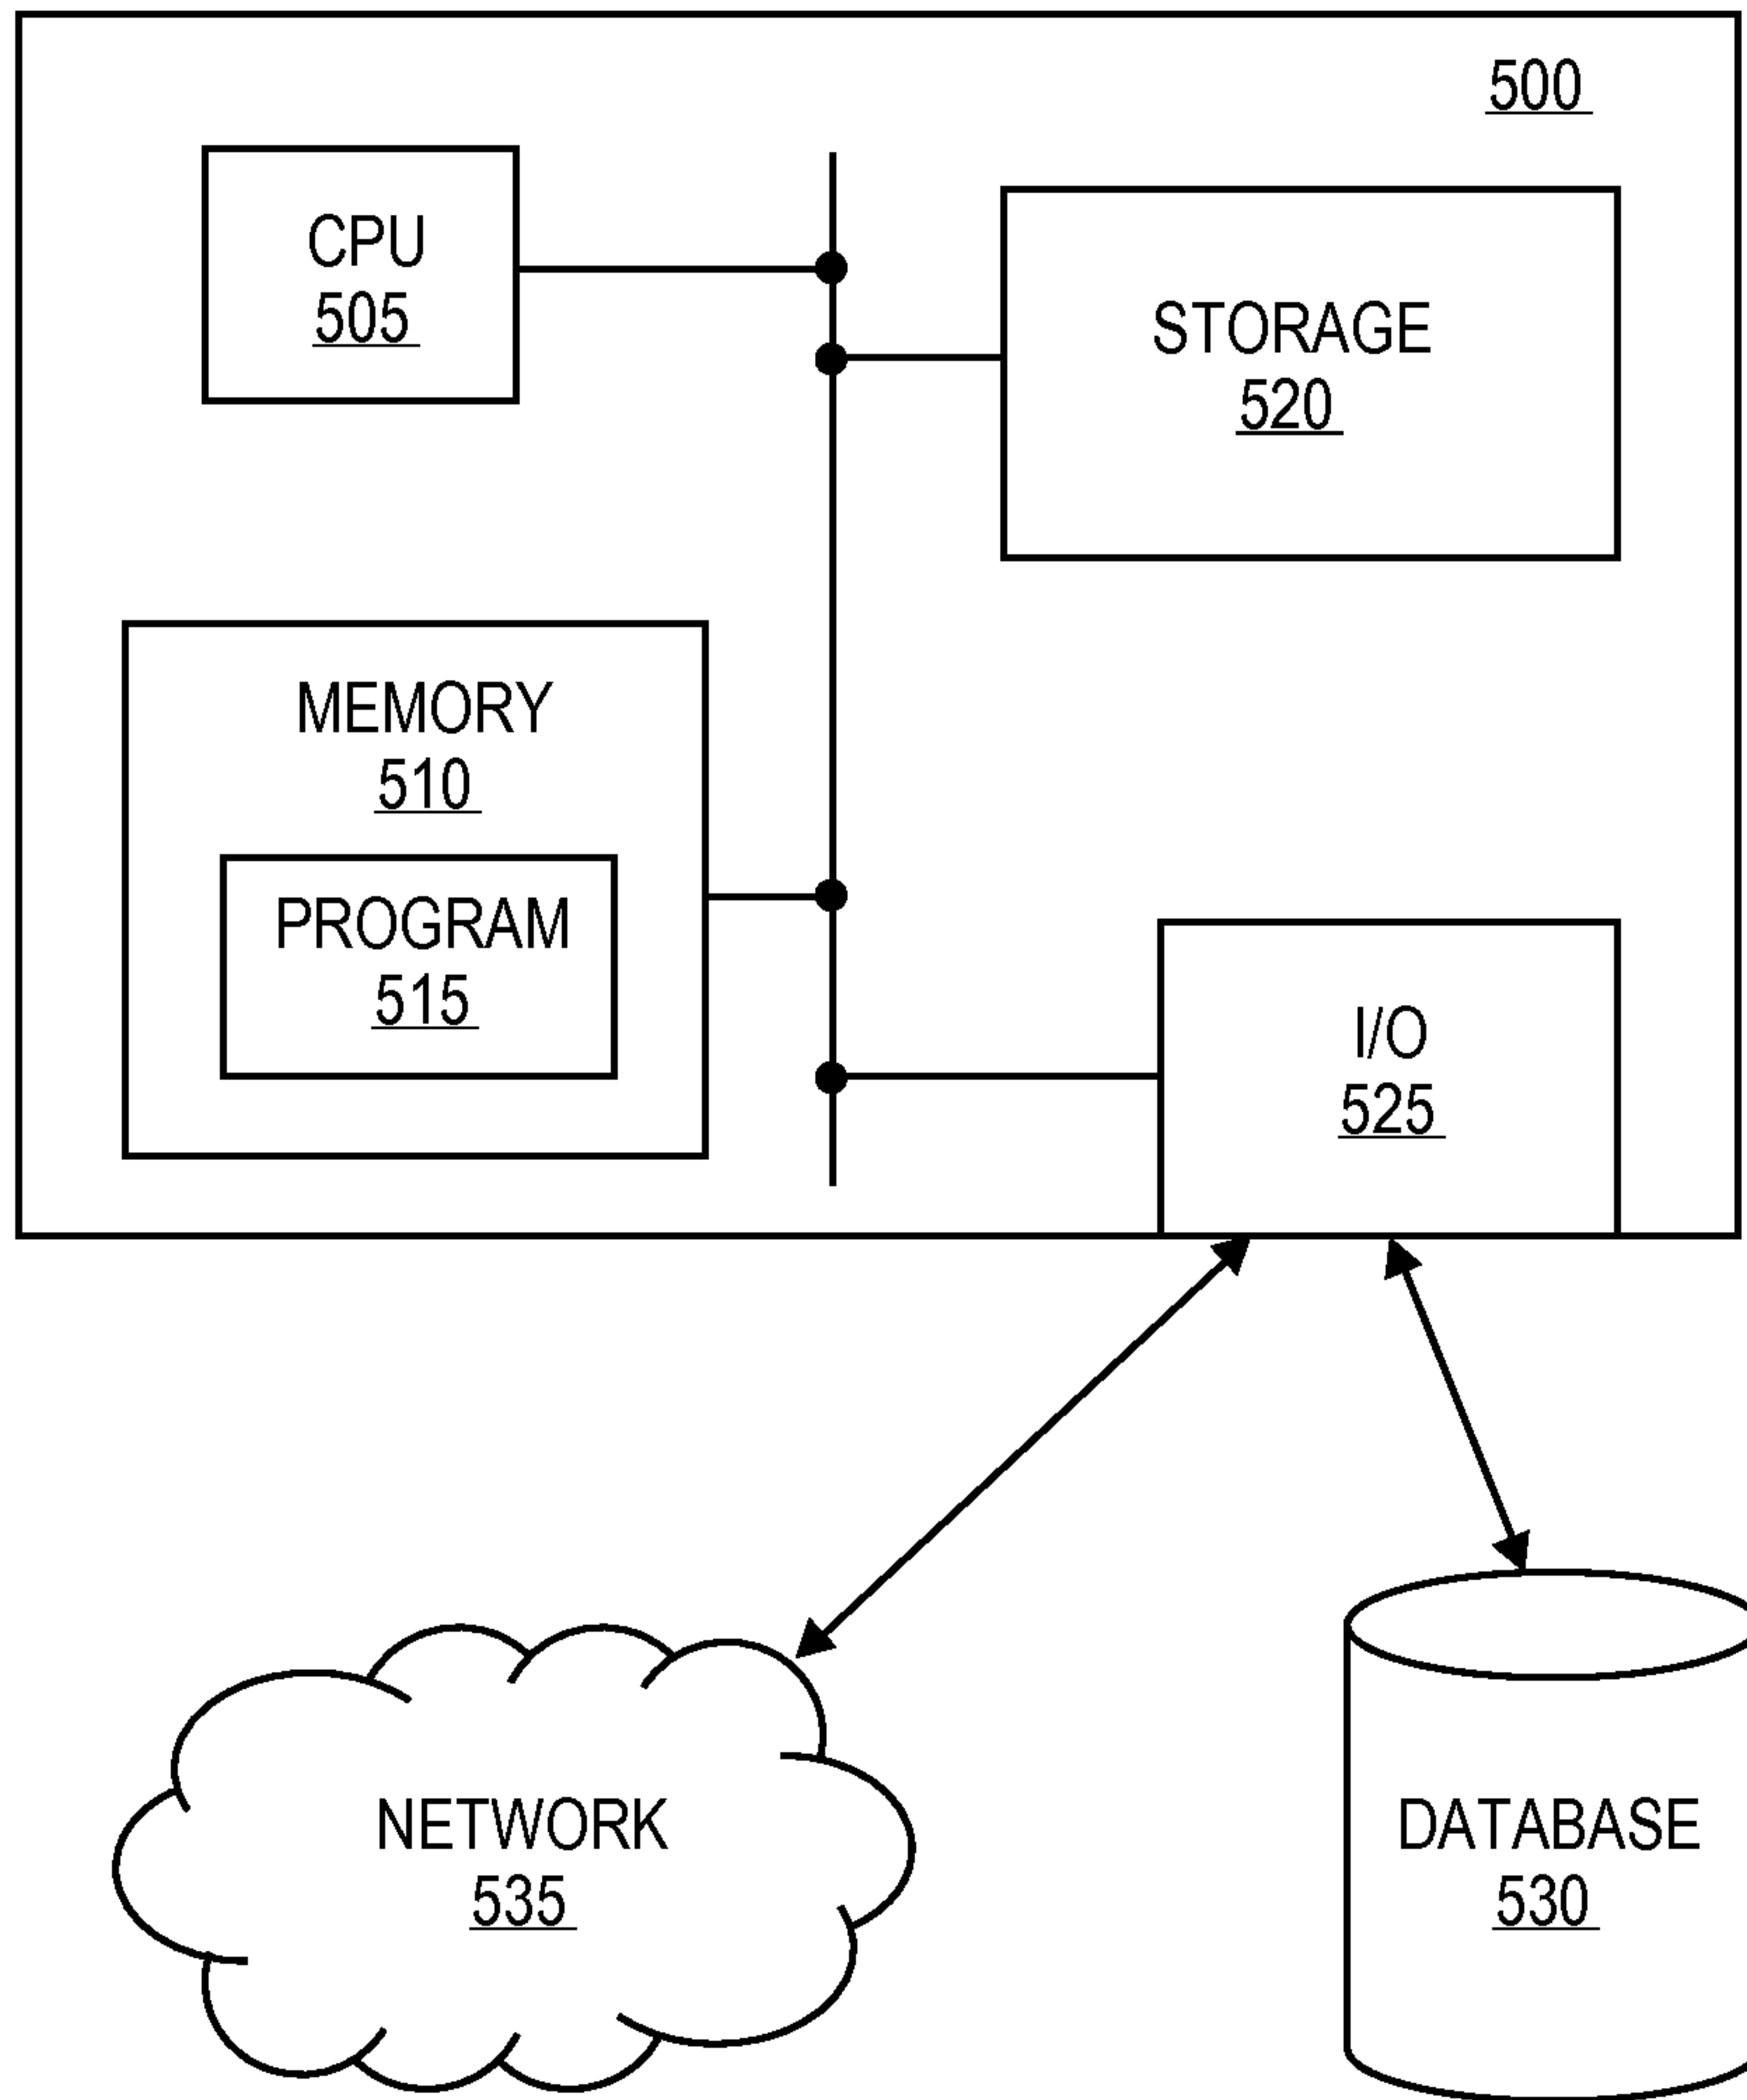 500
CPU
505
STORAGE
520
MEMORY
510
PROGRAM
515
I/O
525
NETWORK
535
DATABASE
530